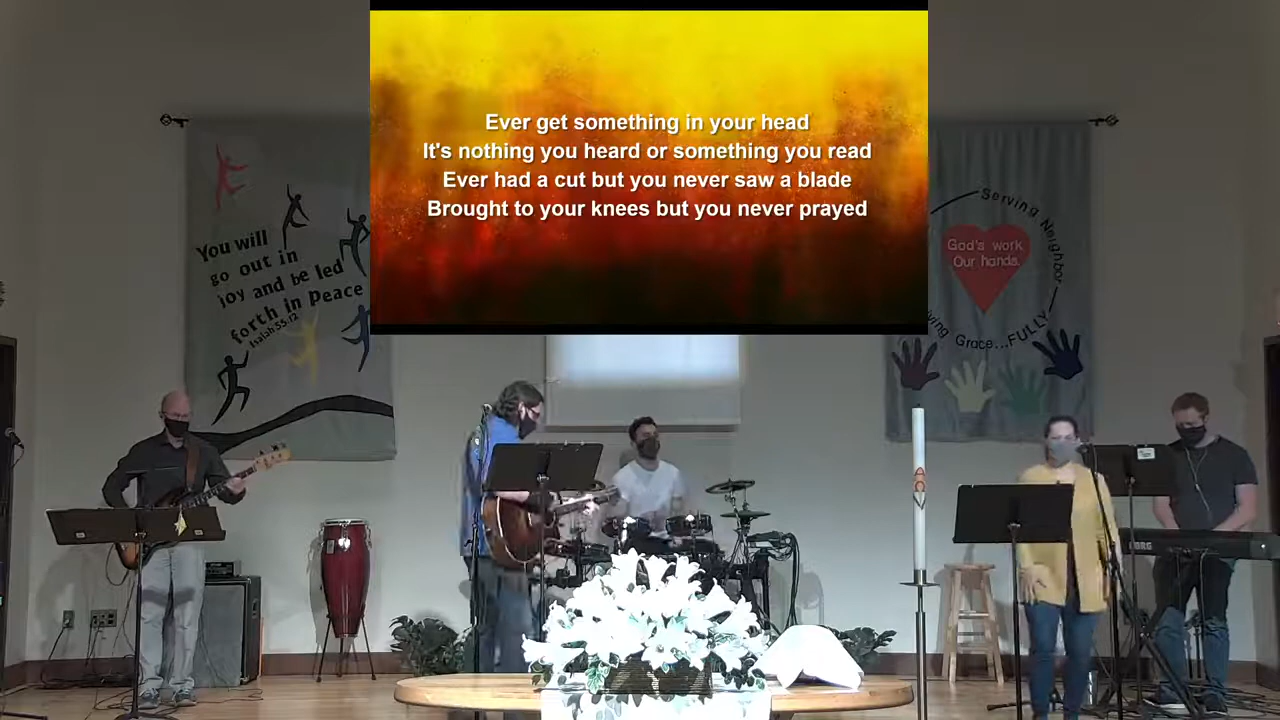 Ever get something in your head
It's nothing you heard or something you read
Ever had a cut but you never saw a blade
Brought to your knees but you never prayed
You will
go out in
joy and be led
forth in peace
Isaiah 55:12
Serving Neighbor
God's work
Our hands.
Grace...FULLY
KORG